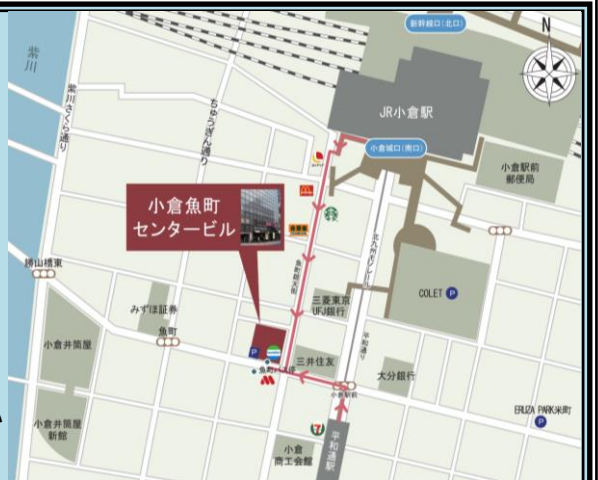 新幹線口(北口)
N
紫川
JR小倉駅
紫川さくら通り
ちゅうぎん通り
小倉城口(南口)
小倉駅前
郵便局
小倉魚町
センタービル
北九州モノレール
魚町銀天街
勝山橋東
COLET P
三菱東京
UFJ銀行
みずほ証券
平和通り
魚町
小倉井筒屋
P
三井住友
魚町バス停
大分銀行
小倉駅前
ERUZA PARK米町
P
小倉井筒屋
新館
7
小倉
商工会館
平和通駅